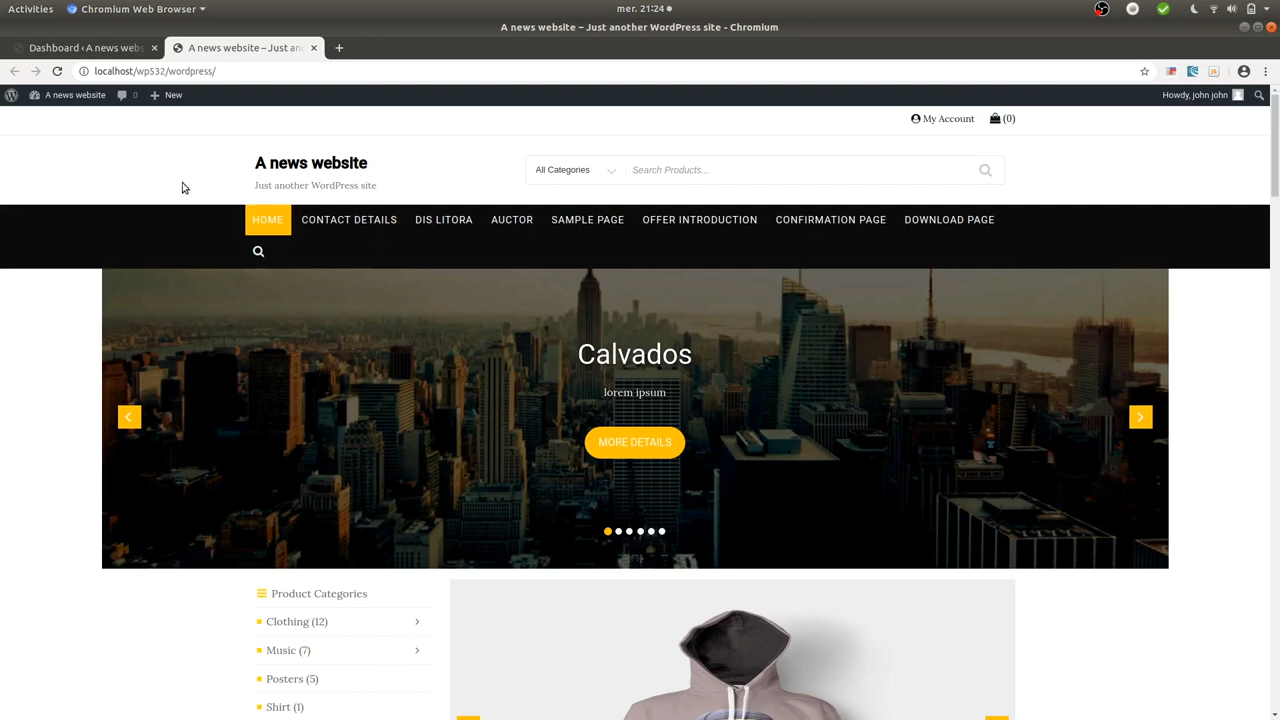 Activities Chromium Web Browser mer. 21:24
A news website – Just another WordPress site - Chromium
Dashboard ‹ A news webs A news website – Just an
localhost/wp532/wordpress/
A news website 0 New Howdy, john john
My Account (0)
A news website
Just another WordPress site
All Categories Search Products...
HOME CONTACT DETAILS DIS LITORA AUCTOR SAMPLE PAGE OFFER INTRODUCTION CONFIRMATION PAGE DOWNLOAD PAGE
Calvados
lorem ipsum
MORE DETAILS
Product Categories
Clothing (12)
Music (7)
Posters (5)
Shirt (1)